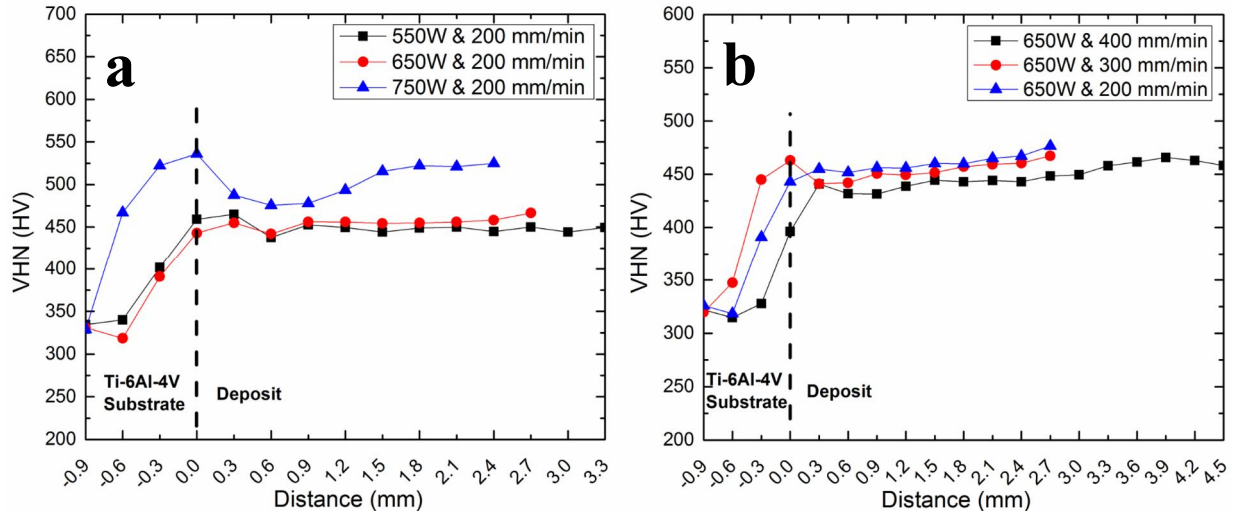 a
550W & 200 mm/min
650W & 200 mm/min
750W & 200 mm/min
VHN (HV)
700
650
600
550
500
450
400
350
300
250
200
Ti-6Al-4V
Substrate
Deposit
-0.9 -0.6 -0.3 0.0 0.3 0.6 0.9 1.2 1.5 1.8 2.1 2.4 2.7 3.0 3.3
Distance (mm)
b
650W & 400 mm/min
650W & 300 mm/min
650W & 200 mm/min
VHN (HV)
600
550
500
450
400
350
300
250
200
Ti-6Al-4V
Substrate
Deposit
-0.9 -0.6 -0.3 0.0 0.3 0.6 0.9 1.2 1.5 1.8 2.1 2.4 2.7 3.0 3.3 3.6 3.9 4.2 4.5
Distance (mm)